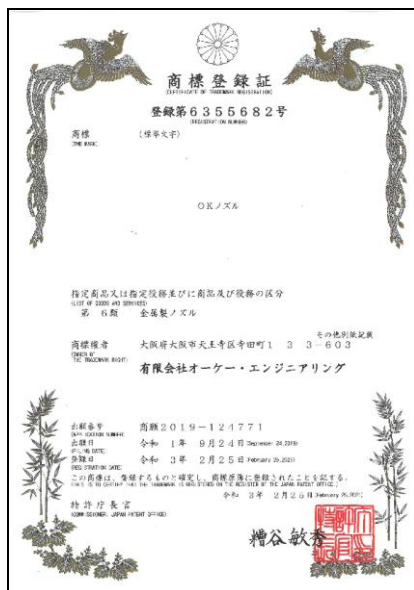 商標登録証
(CERTIFICATE OF TRADEMARK REGISTRATION)
登録第6355682号
(REGISTRATION NUMBER)
商標 (標準文字)
(THE MARK)
OKノズル
指定商品又は指定役務並びに商品及び役務の区分
(LIST OF GOODS AND SERVICES)
第 6類 金属製ノズル
その他別紙記載
商標権者 大阪府大阪市天王寺区寺田町1 3 3-603
(OWNER OF THE TRADEMARK RIGHT)
有限会社オーケー・エンジニアリング
出願番号 商願2019-124771
(APPLICATION NUMBER)
出願日 令和 1年 9月24日(September 24,2019)
(FILING DATE)
登録日 令和 3年 2月25日(February 25,2021)
(REGISTRATION DATE)
この商標は、登録するものと確定し、商標原簿に登録されたことを証する。
(THIS IS TO CERTIFY THAT THE TRADEMARK IS REGISTERED ON THE REGISTER OF THE JAPAN PATENT OFFICE.)
令和 3年 2月25日(February 25,2021)
特許庁長官
(COMMISSIONER, JAPAN PATENT OFFICE)
糟谷敏秀